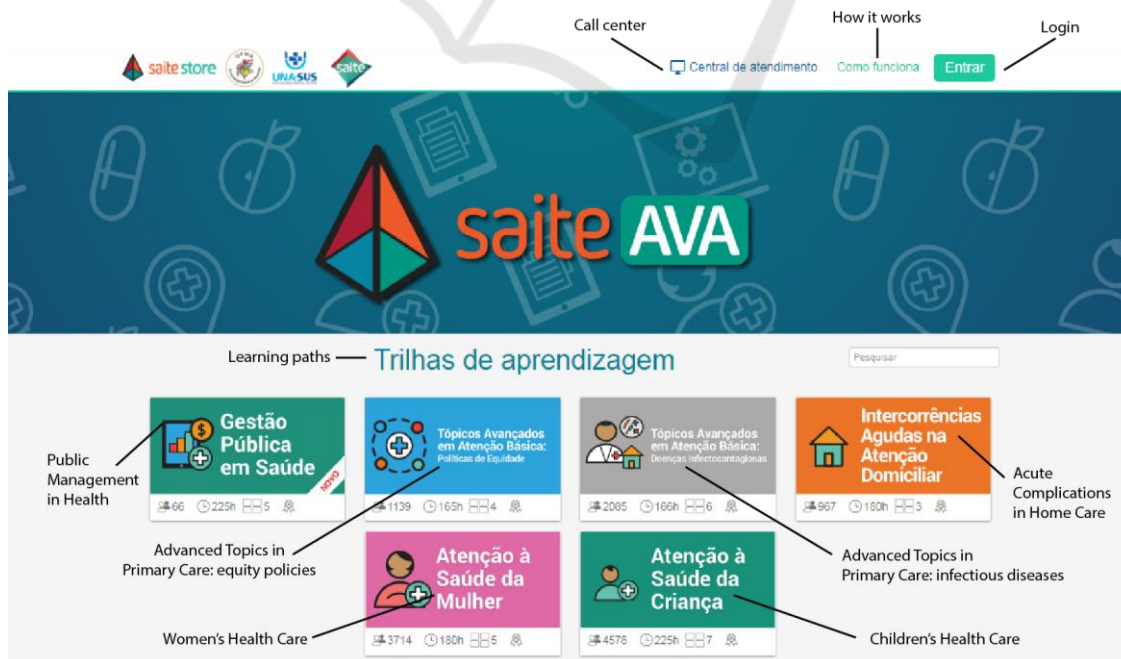 Call center
How it works
Login
saite store
UFMA
UNA-SUS
saite
Central de atendimento
Como funciona
Entrar
saite AVA
Learning paths
Trilhas de aprendizagem
Pesquisar
Gestão
Pública
em Saúde
NOVO
66 225h 5
Public
Management
in Health
Tópicos Avançados
em Atenção Básica:
Políticas de Equidade
1139 165h 4
Advanced Topics in
Primary Care: equity policies
Tópicos Avançados
em Atenção Básica:
Doenças Infectocontagiosas
2085 166h 6
Advanced Topics in
Primary Care: infectious diseases
Intercorrências
Agudas na
Atenção
Domiciliar
967 180h 3
Acute
Complications
in Home Care
Atenção à
Saúde da
Mulher
3714 180h 5
Women's Health Care
Atenção à
Saúde da
Criança
4578 225h 7
Children's Health Care